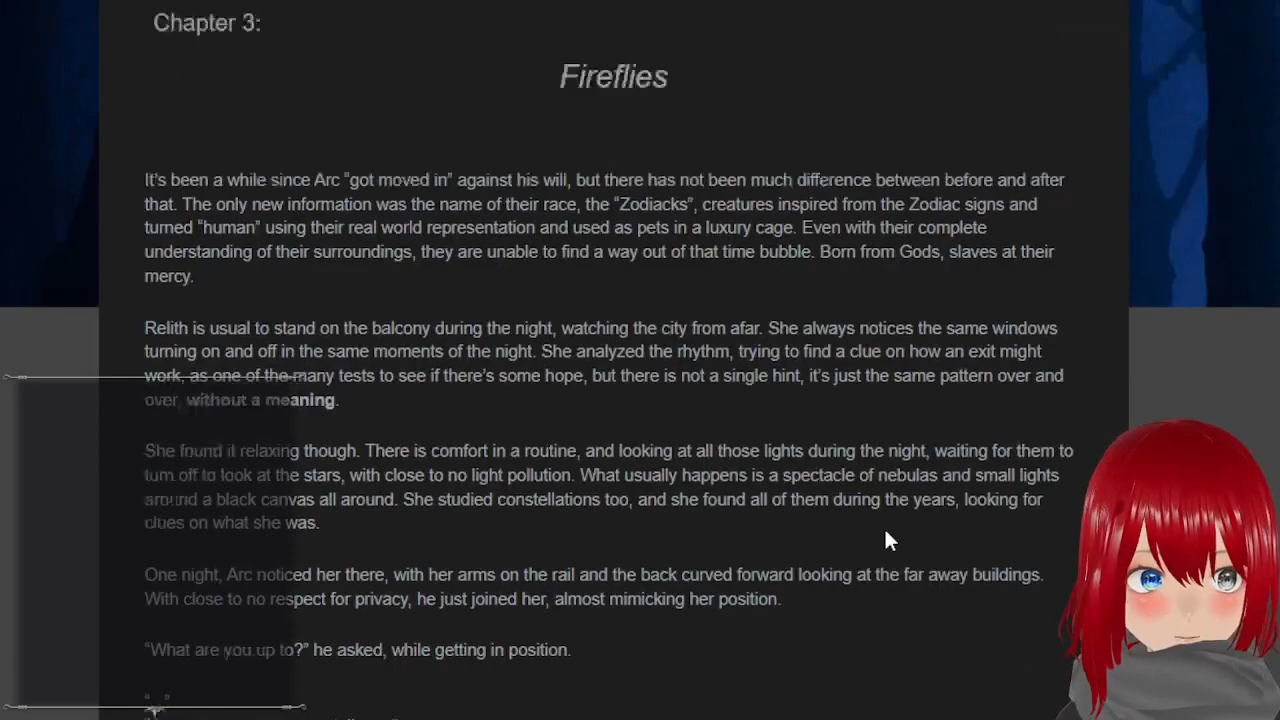 Chapter 3:
Fireflies
It's been a while since Arc “got moved in” against his will, but there has not been much difference between before and after
that. The only new information was the name of their race, the “Zodiacks”, creatures inspired from the Zodiac signs and
turned “human” using their real world representation and used as pets in a luxury cage. Even with their complete
understanding of their surroundings, they are unable to find a way out of that time bubble. Born from Gods, slaves at their
mercy.
Relith is usual to stand on the balcony during the night, watching the city from afar. She always notices the same windows
turning on and off in the same moments of the night. She analyzed the rhythm, trying to find a clue on how an exit might
work, as one of the many tests to see if there's some hope, but there is not a single hint, it's just the same pattern over and
over, without a meaning.
She found it relaxing though. There is comfort in a routine, and looking at all those lights during the night, waiting for them to
turn off to look at the stars, with close to no light pollution. What usually happens is a spectacle of nebulas and small lights
around a black canvas all around. She studied constellations too, and she found all of them during the years, looking for
clues on what she was.
One night, Arc noticed her there, with her arms on the rail and the back curved forward looking at the far away buildings.
With close to no respect for privacy, he just joined her, almost mimicking her position.
“What are you up to?” he asked, while getting in position.